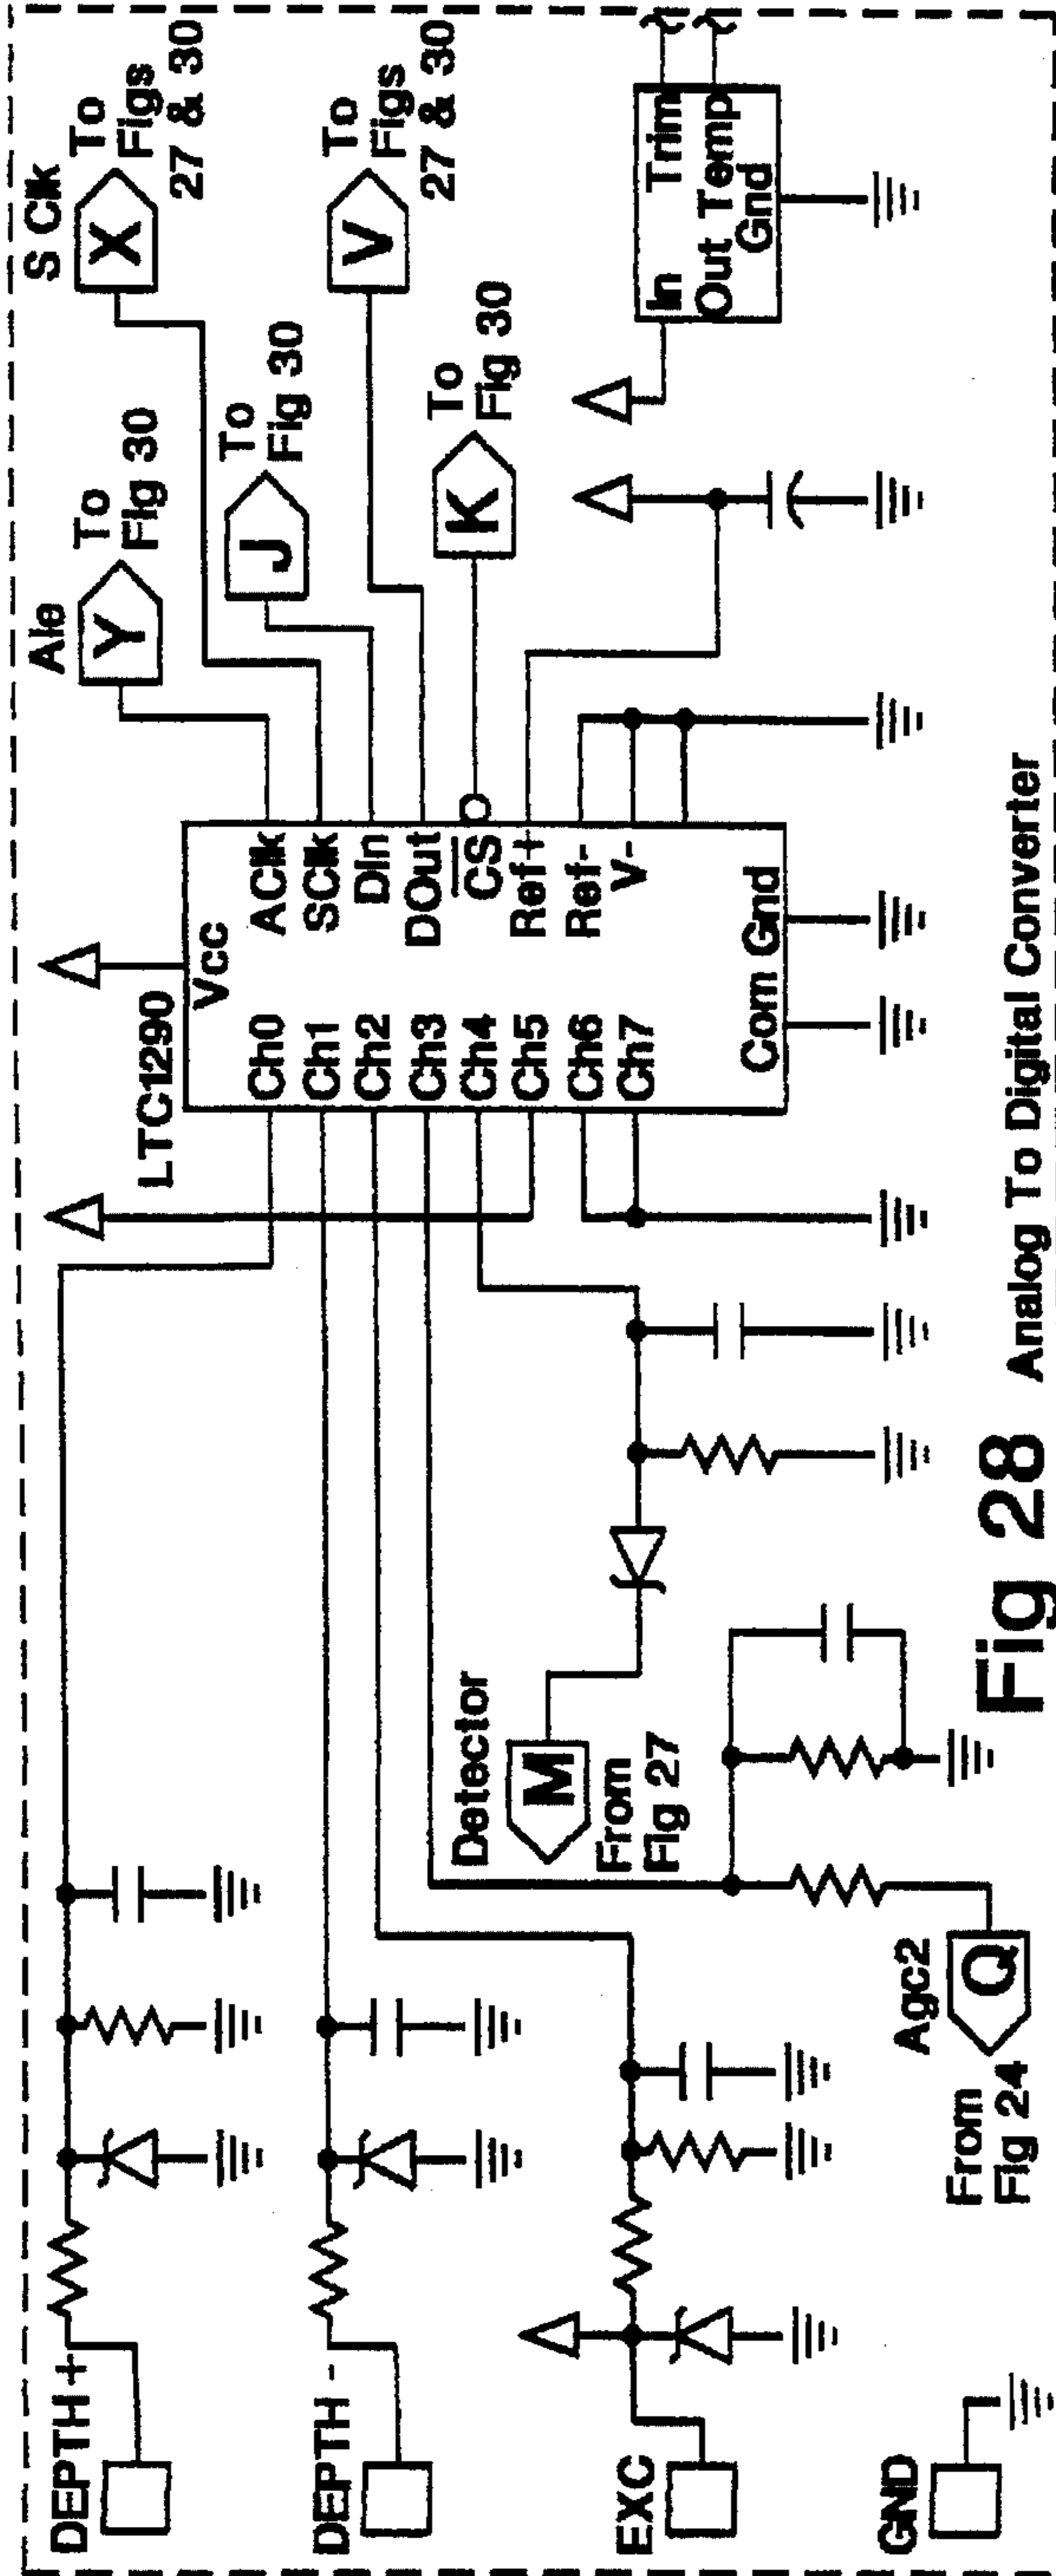 DEPTH+
DEPTH -
EXC
GND
Agc2
Q
From
Fig 24
Detector
M
From
Fig 27
LTC1290
Vcc
Ch0
Ch1
Ch2
Ch3
Ch4
Ch5
Ch6
Ch7
Com Gnd
AClk
SClk
DIn
DOut
CS
Ref+
Ref-
V-
Ale
Y
To
Fig 30
S Clk
X
To
Figs
27 & 30
J
To
Fig 30
V
To
Figs
27 & 30
K
To
Fig 30
In Trim
Out Temp
Gnd
Fig 28 Analog To Digital Converter